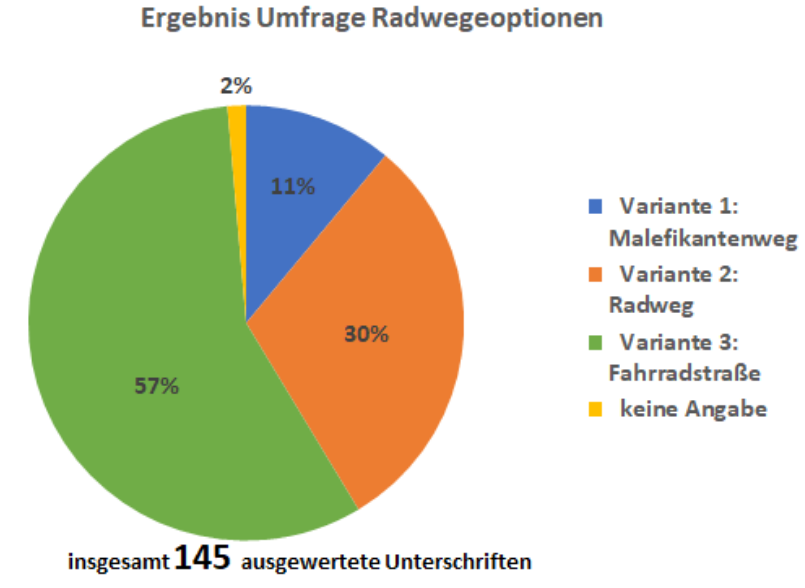 Ergebnis Umfrage Radwegeoptionen
2%
11%
30%
57%
Variante 1:
Malefikantenweg
Variante 2:
Radweg
Variante 3:
Fahrradstraße
keine Angabe
insgesamt 145 ausgewertete Unterschriften